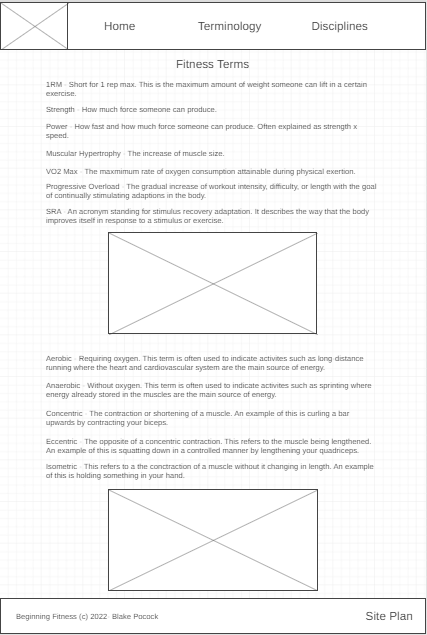 Home Terminology Disciplines
Fitness Terms
1RM - Short for 1 rep max. This is the maximum amount of weight someone can lift in a certain
exercise.
Strength - How much force someone can produce.
Power - How fast and how much force someone can produce. Often explained as strength x
speed.
Muscular Hypertrophy - The increase of muscle size.
VO2 Max - The maxmimum rate of oxygen consumption attainable during physical exertion.
Progressive Overload - The gradual increase of workout intensity, difficulty, or length with the goal
of continually stimulating adaptions in the body.
SRA - An acronym standing for stimulus recovery adaptation. It describes the way that the body
improves itself in response to a stimulus or exercise.
Aerobic - Requiring oxygen. This term is often used to indicate activites such as long distance
running where the heart and cardiovascular system are the main source of energy.
Anaerobic - Without oxygen. This term is often used to indicate activities such as sprinting where
energy already stored in the muscles are the main source of energy.
Concentric - The contraction or shortening of a muscle. An example of this is curling a bar
upwards by contracting your biceps.
Eccentric - The opposite of a concentric contraction. This refers to the muscle being lengthened.
An example of this is squatting down in a controlled manner by lengthening your quadriceps.
Isometric - This refers to a the conctraction of a muscle without it changing in length. An example
of this is holding something in your hand.
Beginning Fitness (c) 2022- Blake Pocock
Site Plan